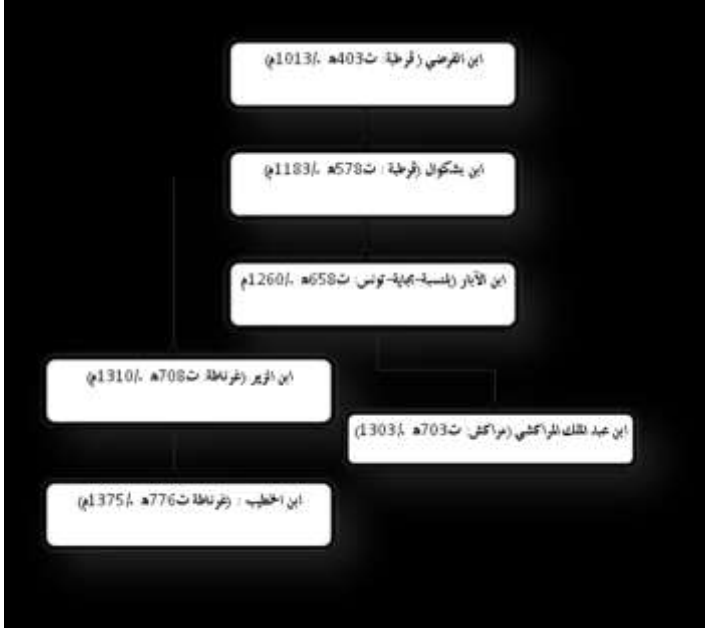 ابن الفرضي (قرطبة: ت403هـ /1013م)
ابن بشكوال (قرطبة : ت578هـ /1183م)
ابن الآبار (بلنسية-بجاية-تونس: ت658هـ /1260م
ابن الزبير (غرناطة: ت708هـ /1310م)
ابن عبد الملك المراكشي (مراكش: ت703هـ /1303)
ابن الخطيب : (غرناطة ت776هـ /1375م)